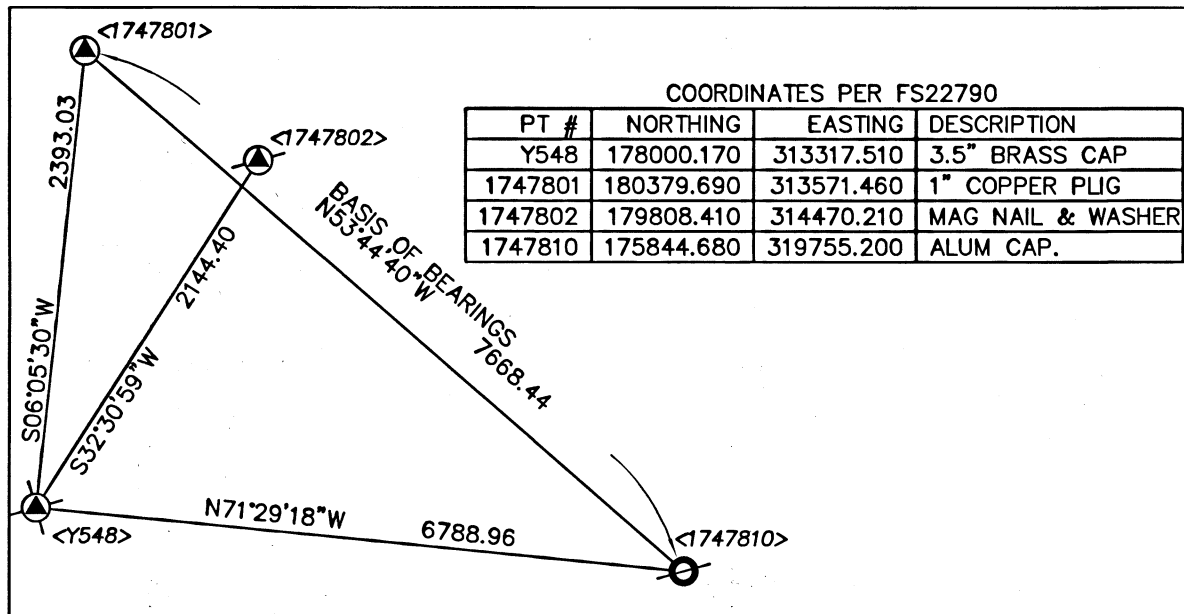 <1747801>
<1747802>
2393.03
S06°05'30"W
2144.40
S32°30'59"W
BASIS OF BEARINGS
N53°44'40"W
7668.44
N71°29'18"W 6788.96
<Y548>
<1747810>
COORDINATES PER FS22790
PT # NORTHING EASTING DESCRIPTION
Y548 178000.170 313317.510 3.5" BRASS CAP
1747801 180379.690 313571.460 1" COPPER PLIG
1747802 179808.410 314470.210 MAG NAIL & WASHER
1747810 175844.680 319755.200 ALUM CAP.